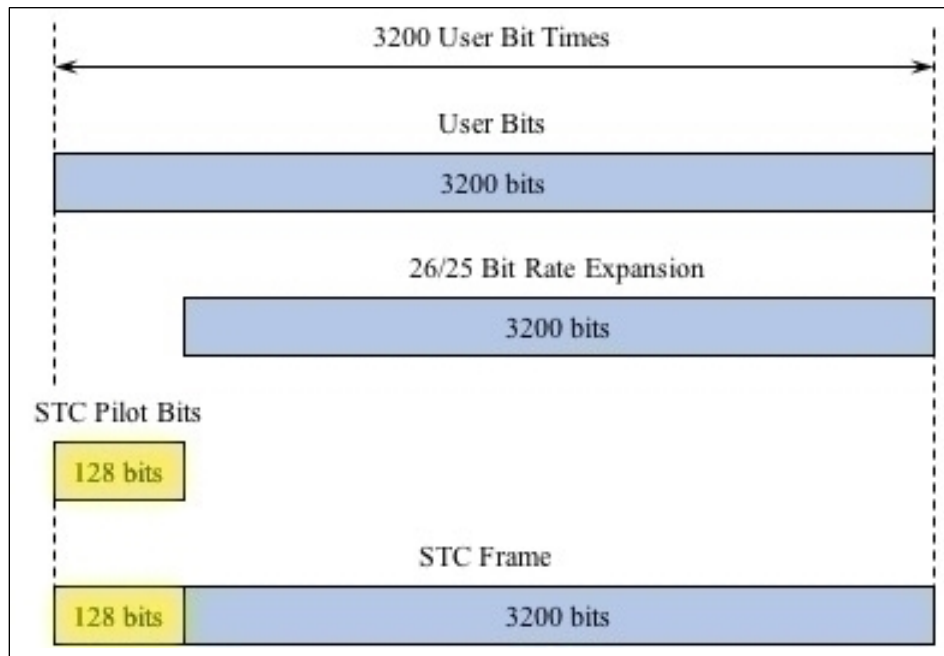 3200 User Bit Times
User Bits
3200 bits
26/25 Bit Rate Expansion
3200 bits
STC Pilot Bits
128 bits
STC Frame
128 bits 3200 bits